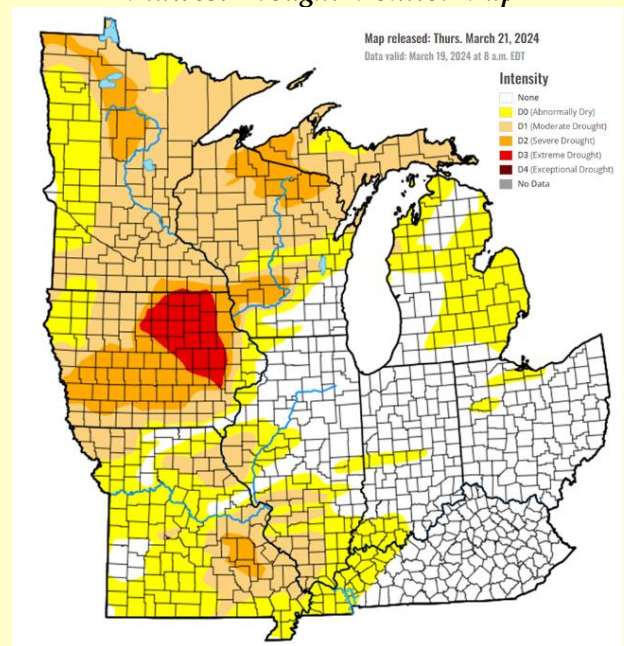 Map released: Thurs. March 21, 2024
Data valid: March 19, 2024 at 8 a.m. EDT
Intensity
None
D0 (Abnormally Dry)
D1 (Moderate Drought)
D2 (Severe Drought)
D3 (Extreme Drought)
D4 (Exceptional Drought)
No Data